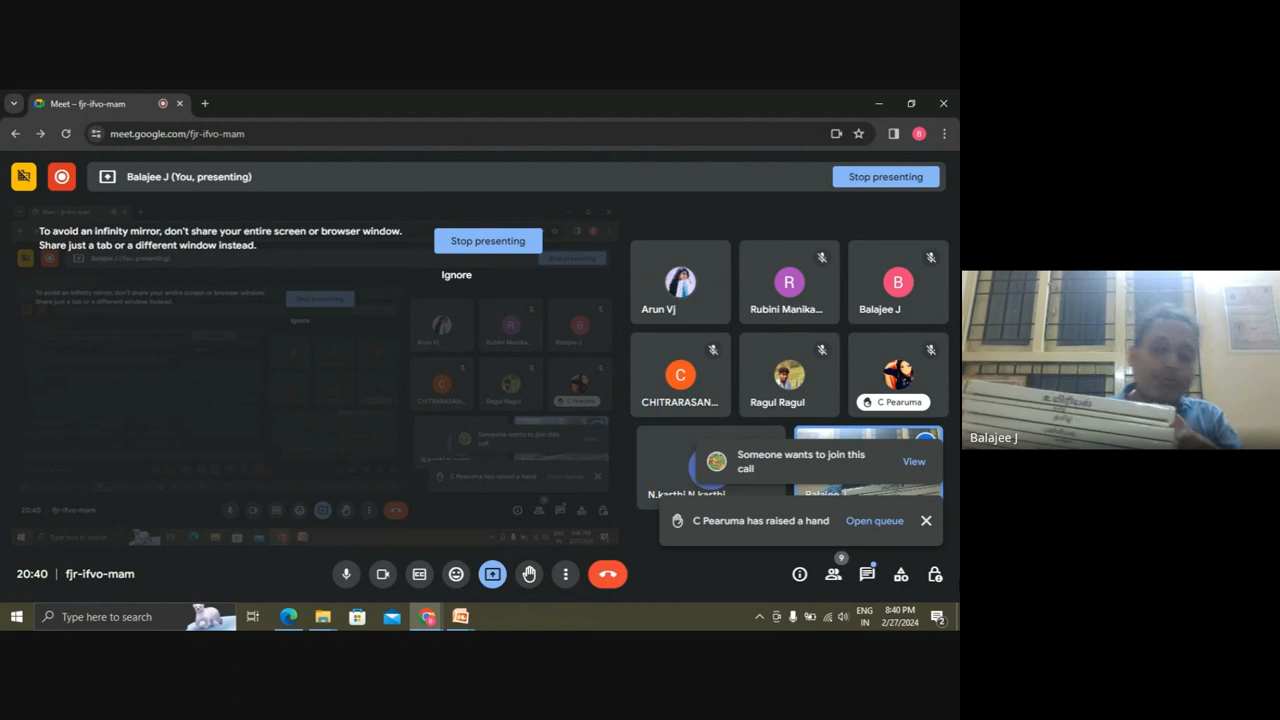 Meet – fjr-ifvo-mam
meet.google.com/fjr-ifvo-mam
B
Balajee J (You, presenting)
Stop presenting
To avoid an infinity mirror, don't share your entire screen or browser window.
Share just a tab or a different window instead.
Stop presenting
Ignore
Arun Vj
R
Rubini Manika...
B
Balajee J
C
CHITRARASAN...
Ragul Ragul
C Pearuma
Someone wants to join this
call
View
N.karthi N.karthi
Balajee J
C Pearuma has raised a hand
Open queue
20:40 | fjr-ifvo-mam
9
Type here to search
ENG
IN
8:40 PM
2/27/2024
2
உயிரியல்
Balajee J